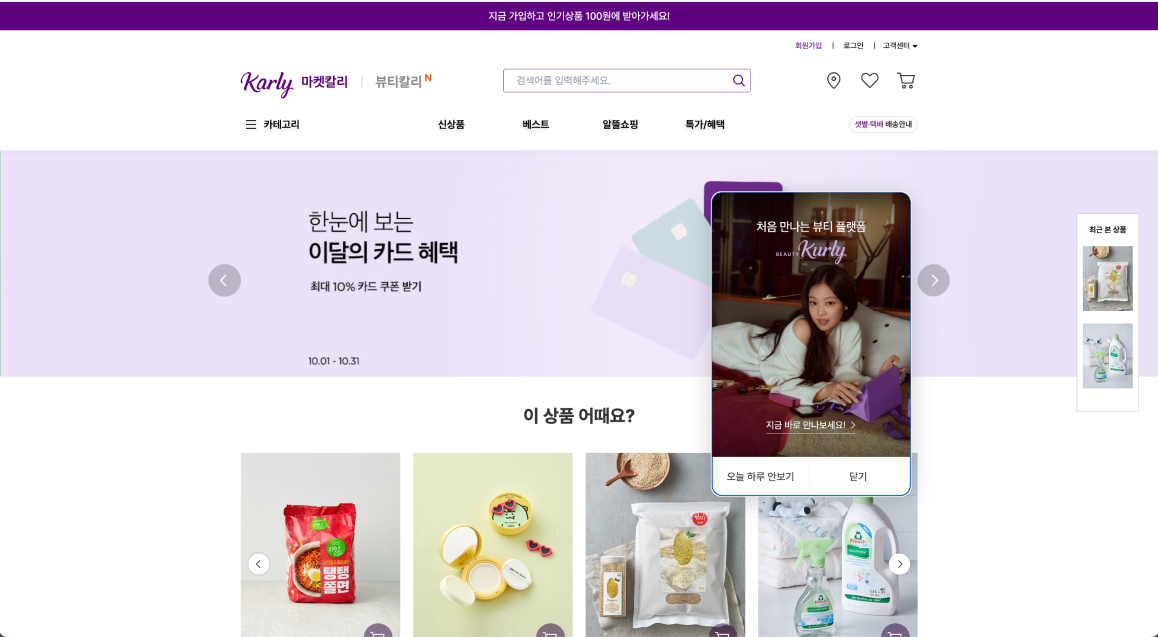 지금 가입하고 인기상품 100원에 받아가세요!
회원가입 | 로그인 | 고객센터
Karly 마켓칼리 | 뷰티칼리 N
검색어를 입력해주세요.
카테고리 신상품 베스트 알뜰쇼핑 특가/혜택 샛별·택배 배송안내
한눈에 보는
이달의 카드 혜택
최대 10% 카드 쿠폰 받기
10.01 - 10.31
처음 만나는 뷰티 플랫폼
BEAUTY Kurly
지금 바로 만나보세요!
오늘 하루 안보기 닫기
최근 본 상품
이 상품 어때요?
탱탱
쫄면